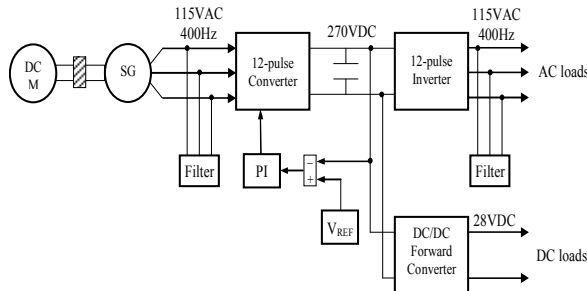 115VAC
400Hz
270VDC
115VAC
400Hz
DC
M
SG
12-pulse
Converter
12-pulse
Inverter
AC loads
Filter
PI
−
+
Filter
VREF
DC/DC
Forward
Converter
28VDC
DC loads